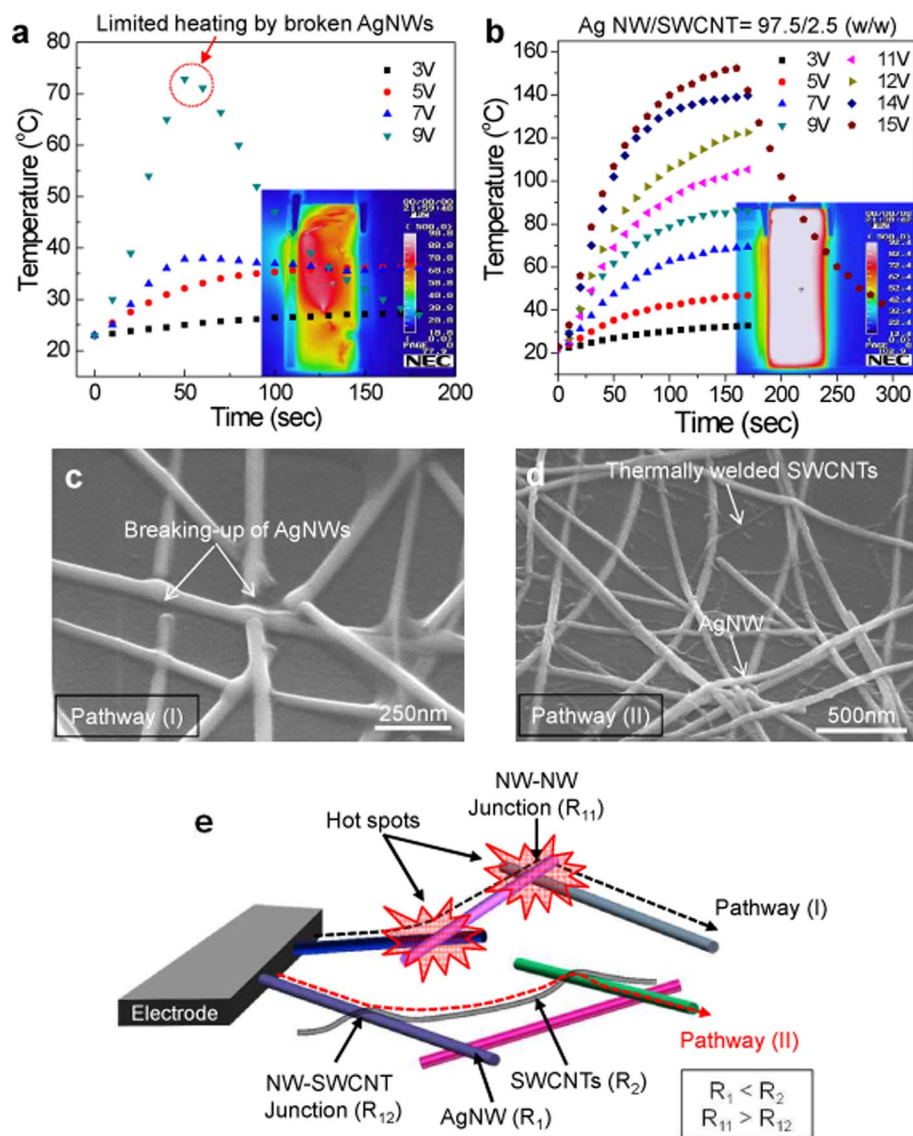 a
Limited heating by broken AgNWs
Temperature (°C)
80
70
60
50
40
30
20
3V
5V
7V
9V
0 50 100 150 200
Time (sec)
NEC
b
Ag NW/SWCNT= 97.5/2.5 (w/w)
Temperature (°C)
160
140
120
100
80
60
40
20
3V 11V
5V 12V
7V 14V
9V 15V
0 50 100 150 200 250 300
Time (sec)
NEC
c
Breaking-up of AgNWs
Pathway (I)
250nm
d
Thermally welded SWCNTs
AgNW
Pathway (II)
500nm
e
Hot spots
NW-NW
Junction (R11)
Pathway (I)
Electrode
Pathway (II)
NW-SWCNT
Junction (R12)
AgNW (R1)
SWCNTs (R2)
R1 < R2
R11 > R12